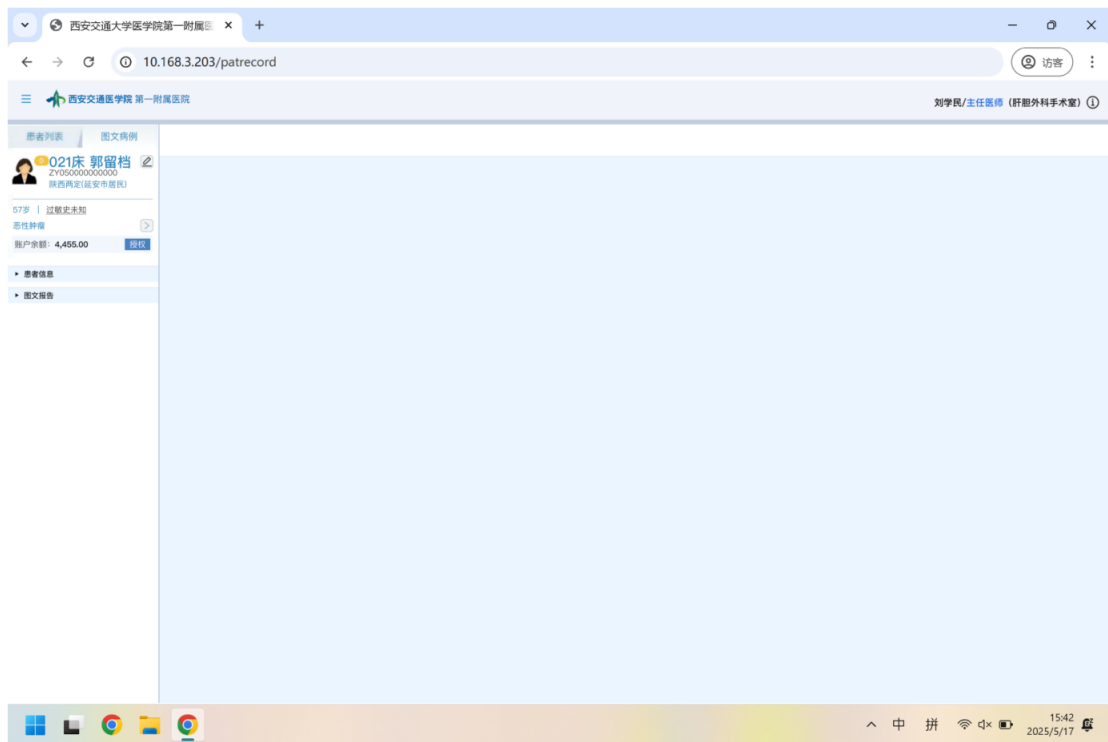 西安交通大学医学院第一附属医
10.168.3.203/patrecord
访客
西安交通医学院 第一附属医院
刘学民/主任医师（肝胆外科手术室）
患者列表 图文病例
021床 郭留档
ZY050000000000
陕西两定(延安市居民)
57岁 | 过敏史未知
恶性肿瘤
账户余额： 4,455.00 授权
患者信息
图文报告
中 拼 15:42
2025/5/17